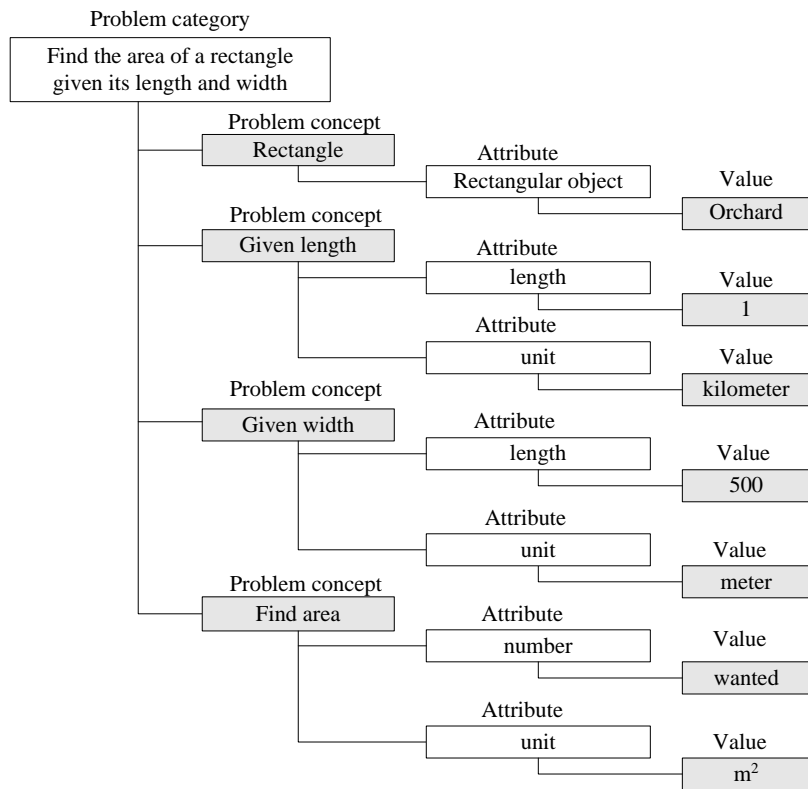 Problem category
Find the area of a rectangle
given its length and width
Problem concept
Rectangle
Attribute
Rectangular object
Value
Orchard
Problem concept
Given length
Attribute
length
Value
1
Attribute
unit
Value
kilometer
Problem concept
Given width
Attribute
length
Value
500
Attribute
unit
Value
meter
Problem concept
Find area
Attribute
number
Value
wanted
Attribute
unit
Value
m²